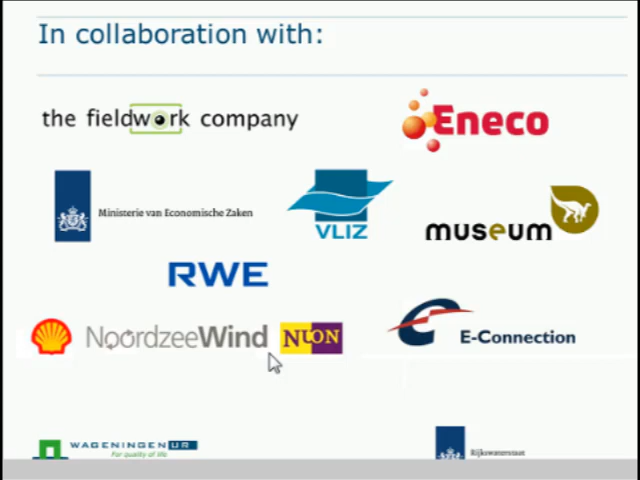 In collaboration with:
the fieldwork company
Eneco
Ministerie van Economische Zaken
VLIZ
museum
RWE
NoordzeeWind
NUON
E-Connection
WAGENINGEN UR
For quality of life
Rijkswaterstaat